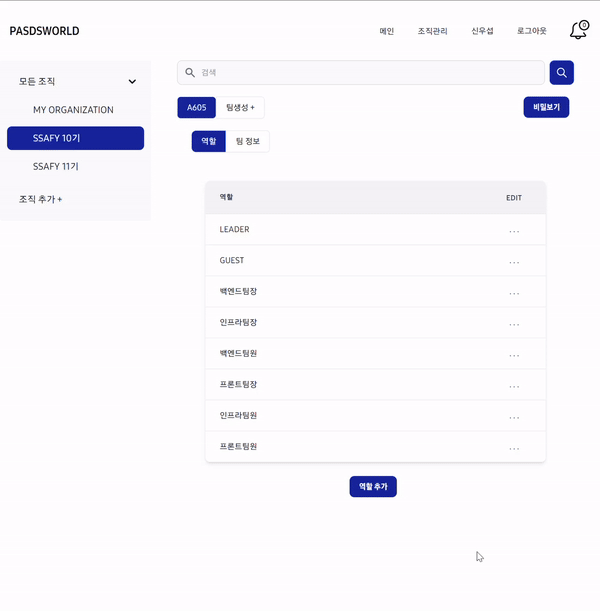 PASDSWORLD
메인 조직관리 신우섭 로그아웃 0
모든 조직
MY ORGANIZATION
SSAFY 10기
SSAFY 11기
조직 추가 +
검색
A605 팀생성 + 비밀보기
역할 팀 정보
역할 EDIT
LEADER ...
GUEST ...
백엔드팀장 ...
인프라팀장 ...
백엔드팀원 ...
프론트팀장 ...
인프라팀원 ...
프론트팀원 ...
역할 추가